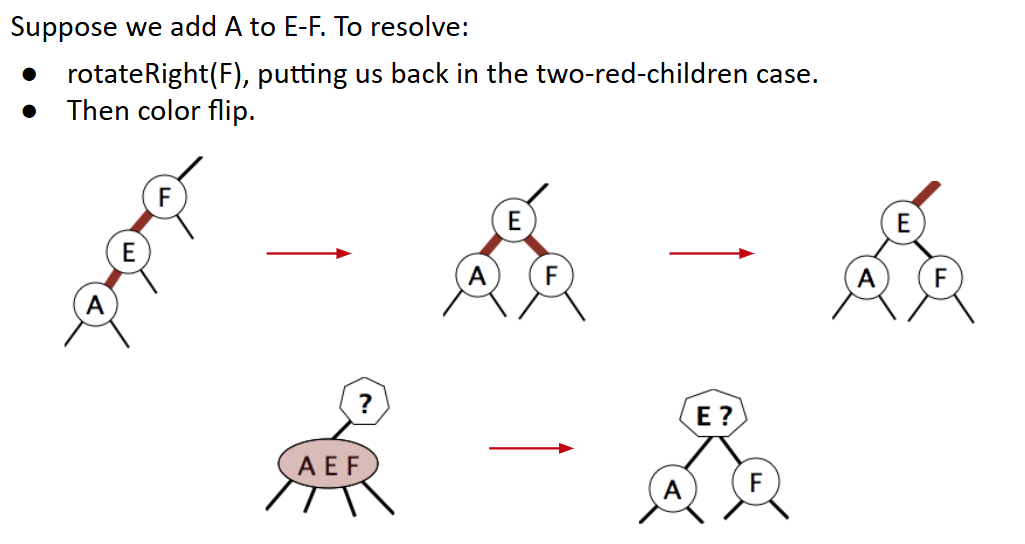 Suppose we add A to E-F. To resolve:
● rotateRight(F), putting us back in the two-red-children case.
● Then color flip.
F
E
A
E
A F
E
A F
?
A E F
E ?
A F